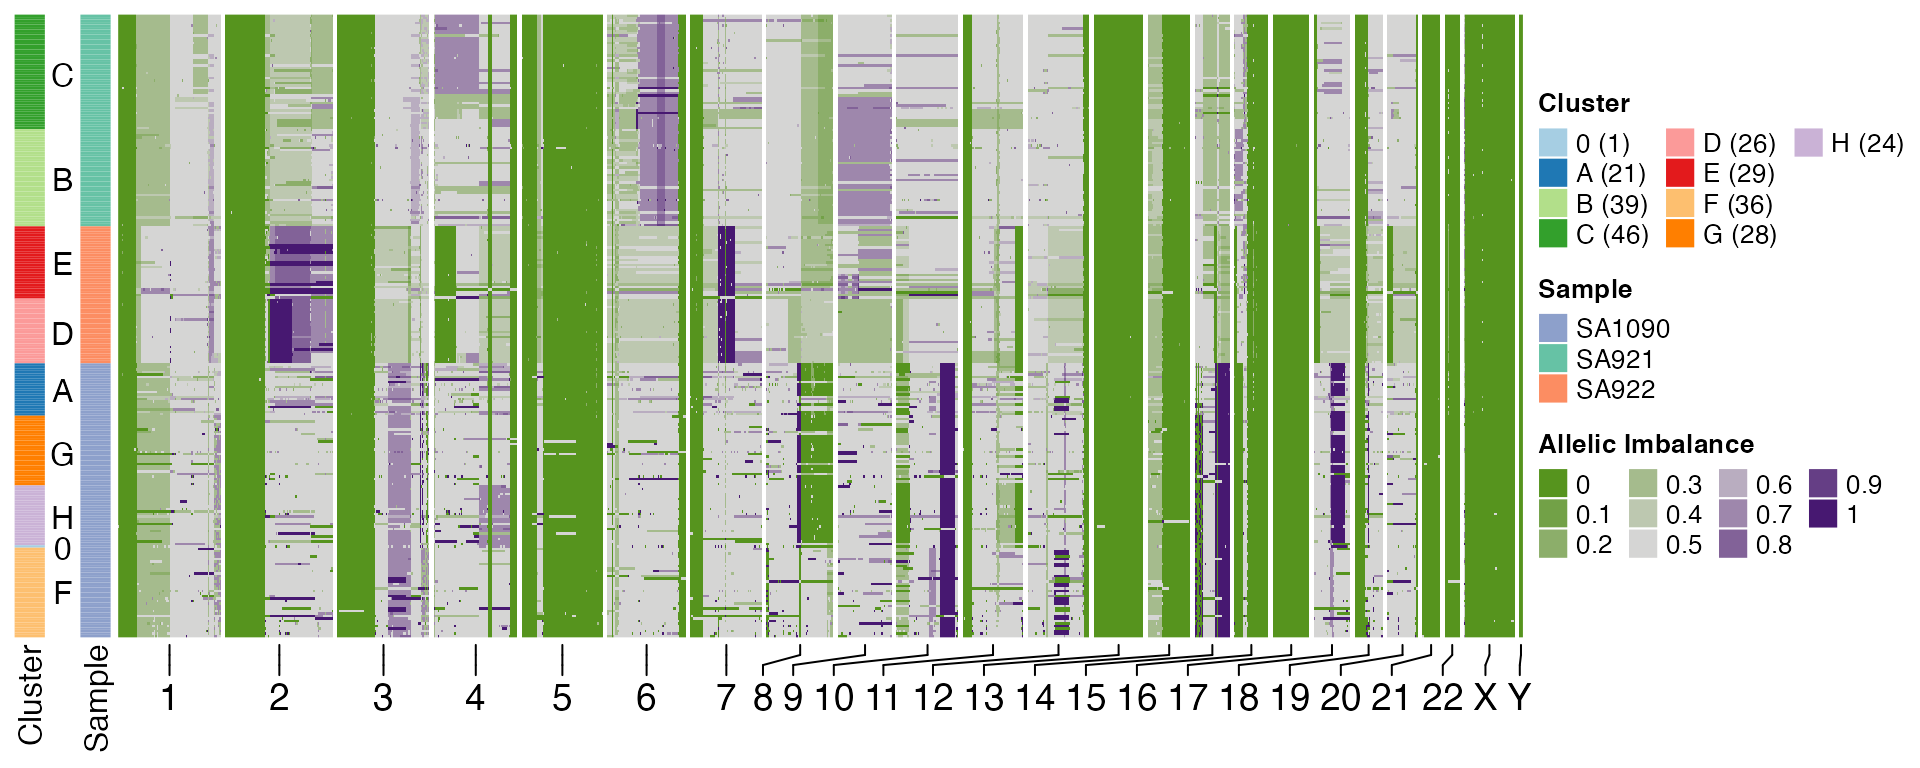 C
B
E
D
A
G
H
0
F
Cluster
Sample
1 2 3 4 5 6 7 8 9 10 11 12 13 14 15 16 17 18 19 20 21 22 X Y
Cluster
0 (1) D (26) H (24)
A (21) E (29)
B (39) F (36)
C (46) G (28)
Sample
SA1090
SA921
SA922
Allelic Imbalance
0 0.3 0.6 0.9
0.1 0.4 0.7 1
0.2 0.5 0.8